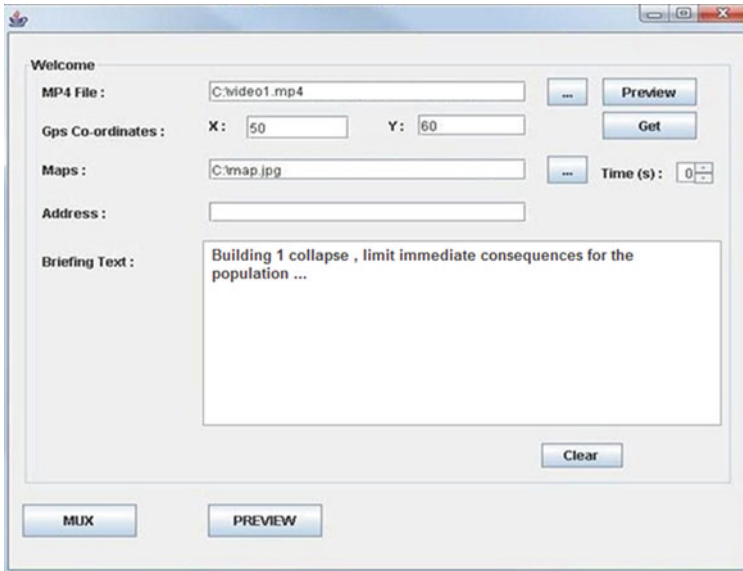 Welcome
MP4 File : C:\video1.mp4 ... Preview
Gps Co-ordinates : X : 50 Y : 60 Get
Maps : C:\map.jpg ... Time (s) : 0
Address :
Briefing Text : Building 1 collapse , limit immediate consequences for the
population ...
Clear
MUX PREVIEW